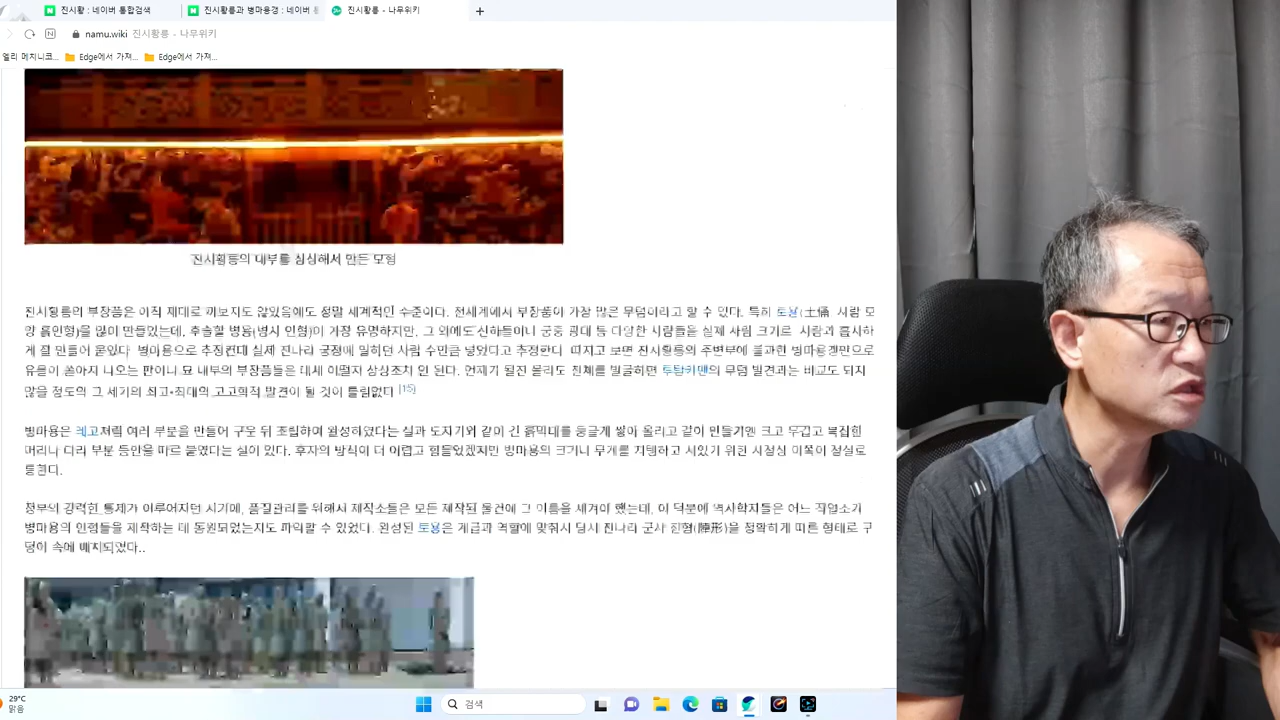 진시황 : 네이버 통합검색
진시황릉과 병마용갱 : 네이버
진시황릉 - 나무위키
namu.wiki 진시황릉 - 나무위키
엘리 메치니코...
Edge에서 가져...
Edge에서 가져...
진시황릉의 내부를 상상해서 만든 모형
진시황릉의 부장품은 아직 제대로 까보지도 않았음에도 정말 세계적인 수준이다. 전세계에서 부장품이 가장 많은 무덤이라고 할 수 있다. 특히 토용(土俑, 사람 모
양 흙인형)을 많이 만들었는데, 후술할 병용(병사 인형)이 가장 유명하지만, 그 외에도 신하들이나 궁중 광대 등 다양한 사람들을 실제 사람 크기로 사람과 흡사하
게 잘 만들어 묻었다. 병마용으로 추정컨대 실제 진나라 궁정에 일하던 사람 수만큼 넣었다고 추정한다. 따지고 보면 진시황릉의 주변부에 불과한 병마용갱만으로
유물이 쏟아져 나오는 판이니 묘 내부의 부장품들은 대체 어떨지 상상조차 안 된다. 언제가 될진 몰라도 전체를 발굴하면 투탕카멘의 무덤 발견과는 비교도 되지
않을 정도의 그 세기의 최고•최대의 고고학적 발견이 될 것이 틀림없다.[15]
병마용은 레고처럼 여러 부분을 만들어 구운 뒤 조립하여 완성하였다는 설과 도자기와 같이 긴 흙막대를 둥글게 쌓아 올리고 같이 만들기엔 크고 무겁고 복잡한
머리나 다리 부분 등만을 따로 붙였다는 설이 있다. 후자의 방식이 더 어렵고 힘들었겠지만 병마용의 크기나 무게를 지탱하고 서있기 위한 시정상 이쪽이 정설로
통한다.
정부의 강력한 통제가 이루어지던 시기에, 품질관리를 위해서 제작소들은 모든 제작된 물건에 그 이름을 새겨야 했는데, 이 덕분에 역사학자들은 어느 작업소가
병마용의 인형들을 제작하는 데 동원되었는지도 파악할 수 있었다. 완성된 토용은 계급과 역할에 맞춰서 당시 진나라 군사 진형(陣形)을 정확하게 따른 형태로 구
덩이 속에 배치되었다..
29°C
맑음
검색